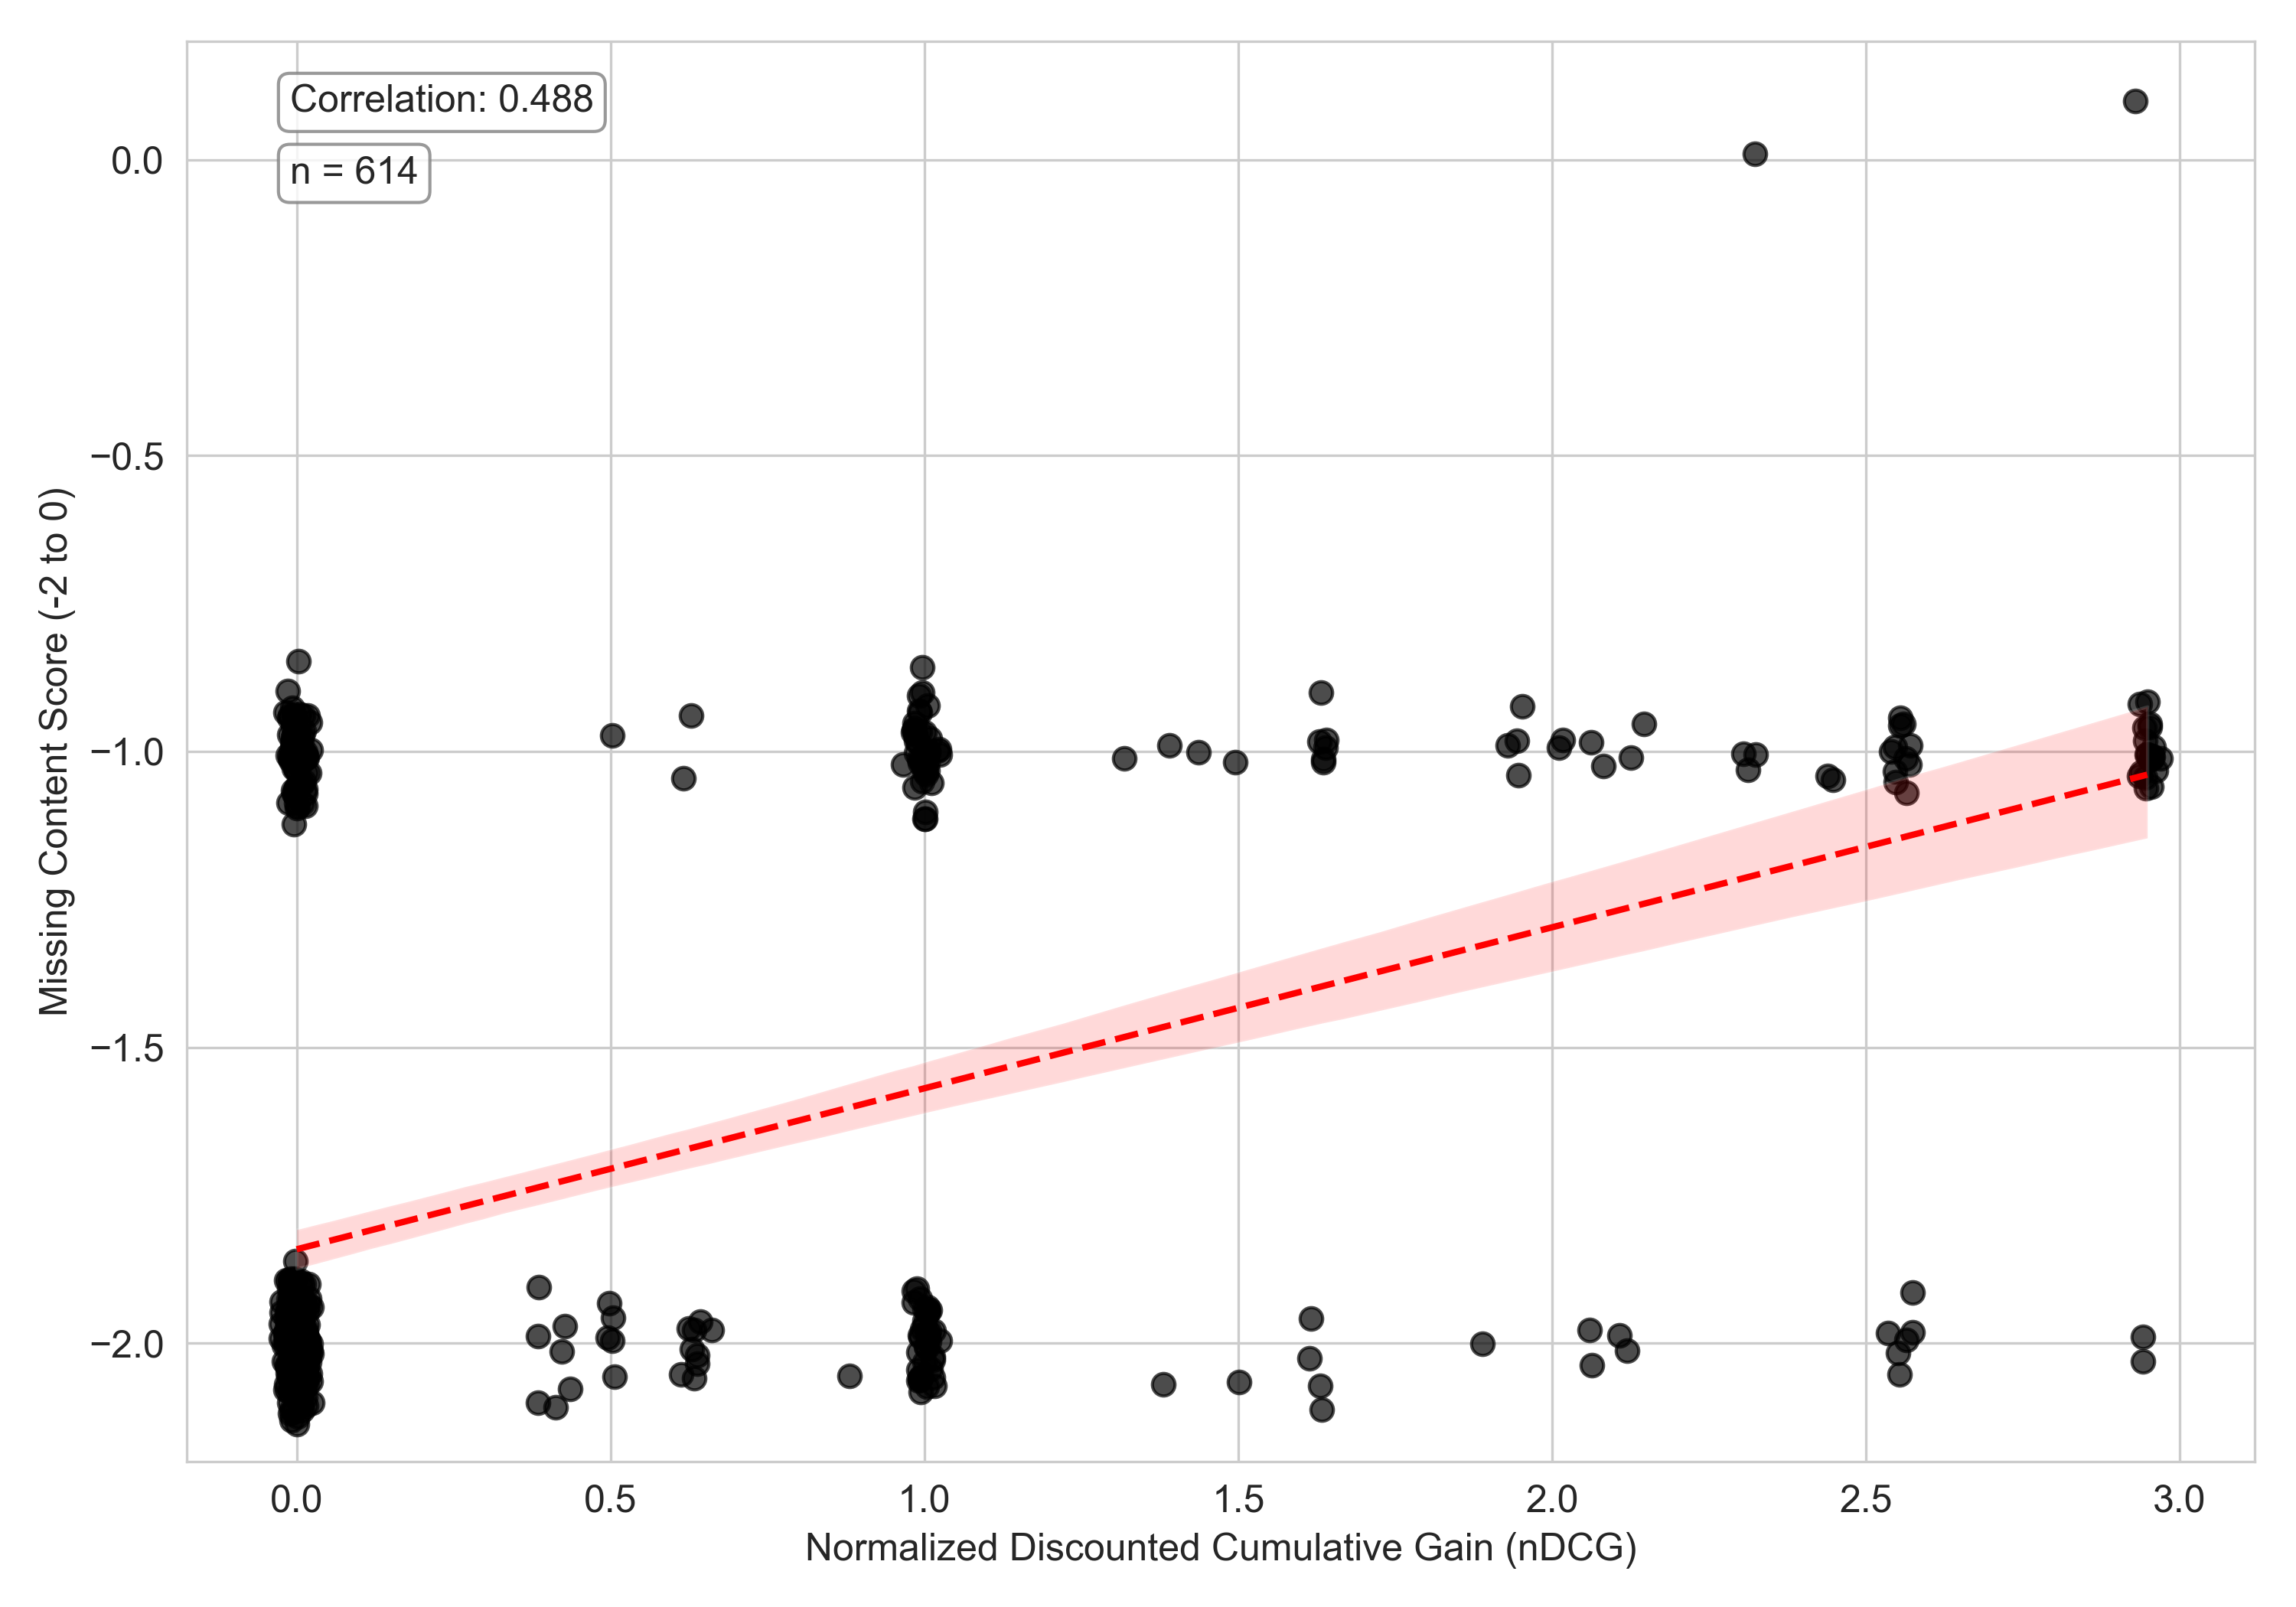 Correlation: 0.488
n = 614
0.0
−0.5
−1.0
−1.5
−2.0
Missing Content Score (-2 to 0)
0.0 0.5 1.0 1.5 2.0 2.5 3.0
Normalized Discounted Cumulative Gain (nDCG)